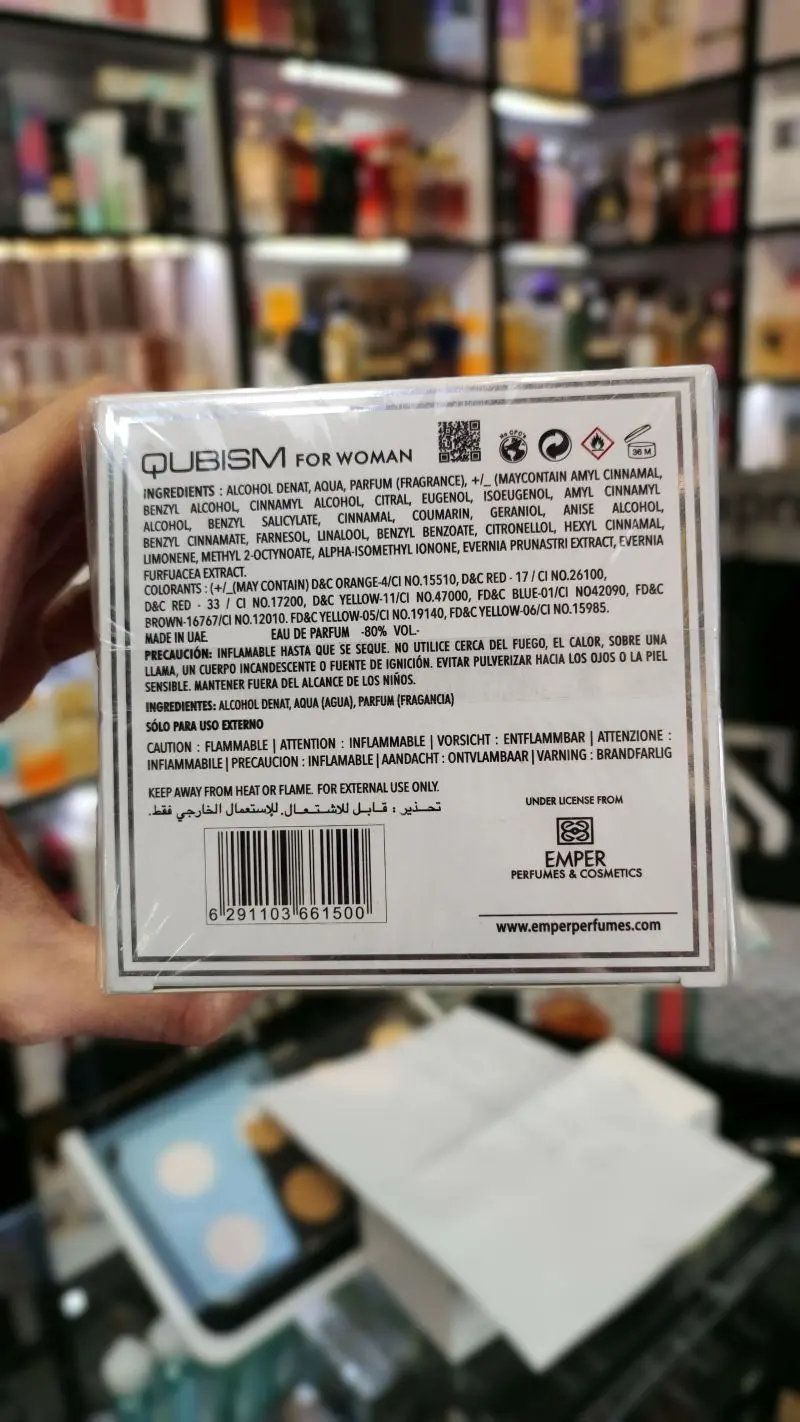 QUBISM FOR WOMAN
No CFC's
36 M
INGREDIENTS : ALCOHOL DENAT, AQUA, PARFUM (FRAGRANCE), +/_ (MAYCONTAIN AMYL CINNAMAL,
BENZYL ALCOHOL, CINNAMYL ALCOHOL, CITRAL, EUGENOL, ISOEUGENOL, AMYL CINNAMYL
ALCOHOL, BENZYL SALICYLATE, CINNAMAL, COUMARIN, GERANIOL, ANISE ALCOHOL,
BENZYL CINNAMATE, FARNESOL, LINALOOL, BENZYL BENZOATE, CITRONELLOL, HEXYL CINNAMAL,
LIMONENE, METHYL 2-OCTYNOATE, ALPHA-ISOMETHYL IONONE, EVERNIA PRUNASTRI EXTRACT, EVERNIA
FURFUACEA EXTRACT.
COLORANTS : (+/_(MAY CONTAIN) D&C ORANGE-4/CI NO.15510, D&C RED - 17 / CI NO.26100,
D&C RED - 33 / CI NO.17200, D&C YELLOW-11/CI NO.47000, FD&C BLUE-01/CI NO42090, FD&C
BROWN-16767/CI NO.12010. FD&C YELLOW-05/CI NO.19140, FD&C YELLOW-06/CI NO.15985.
MADE IN UAE. EAU DE PARFUM -80% VOL.-
PRECAUCIÓN: INFLAMABLE HASTA QUE SE SEQUE. NO UTILICE CERCA DEL FUEGO, EL CALOR, SOBRE UNA
LLAMA, UN CUERPO INCANDESCENTE O FUENTE DE IGNICIÓN. EVITAR PULVERIZAR HACIA LOS OJOS O LA PIEL
SENSIBLE. MANTENER FUERA DEL ALCANCE DE LOS NIÑOS.
INGREDIENTES: ALCOHOL DENAT, AQUA (AGUA), PARFUM (FRAGANCIA)
SÓLO PARA USO EXTERNO
CAUTION : FLAMMABLE | ATTENTION : INFLAMMABLE | VORSICHT : ENTFLAMMBAR | ATTENZIONE :
INFIAMMABILE | PRECAUCION : INFLAMABLE | AANDACHT : ONTVLAMBAAR | VARNING : BRANDFARLIG
KEEP AWAY FROM HEAT OR FLAME. FOR EXTERNAL USE ONLY.
تحـذيـر : قـابـل للاشـتـعـال. للإستعمال الخارجي فقط.
6 291103 661500
UNDER LICENSE FROM
EMPER
PERFUMES & COSMETICS
www.emperperfumes.com